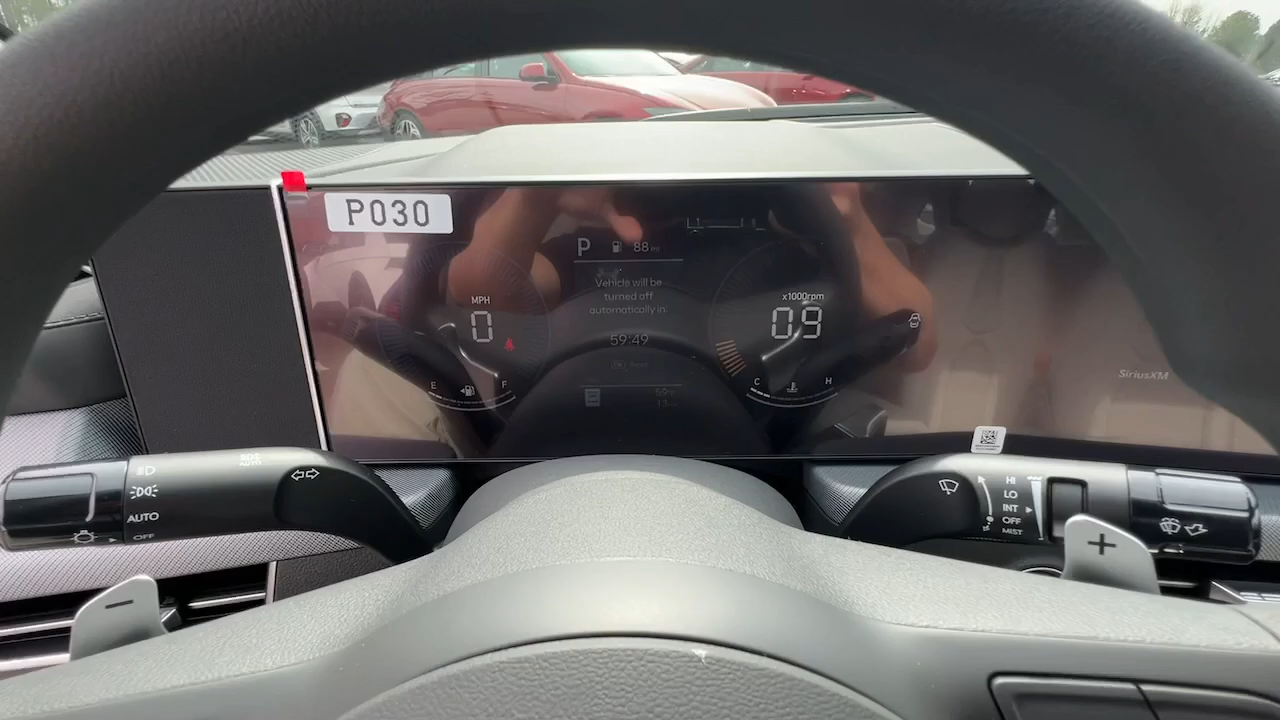 P030
P 88 mi
Vehicle will be
turned off
automatically in:
59:49
MPH
0
E F
x1000rpm
0.9
C H
SiriusXM
AUTO
OFF
HI
LO
INT
OFF
MIST
−
+